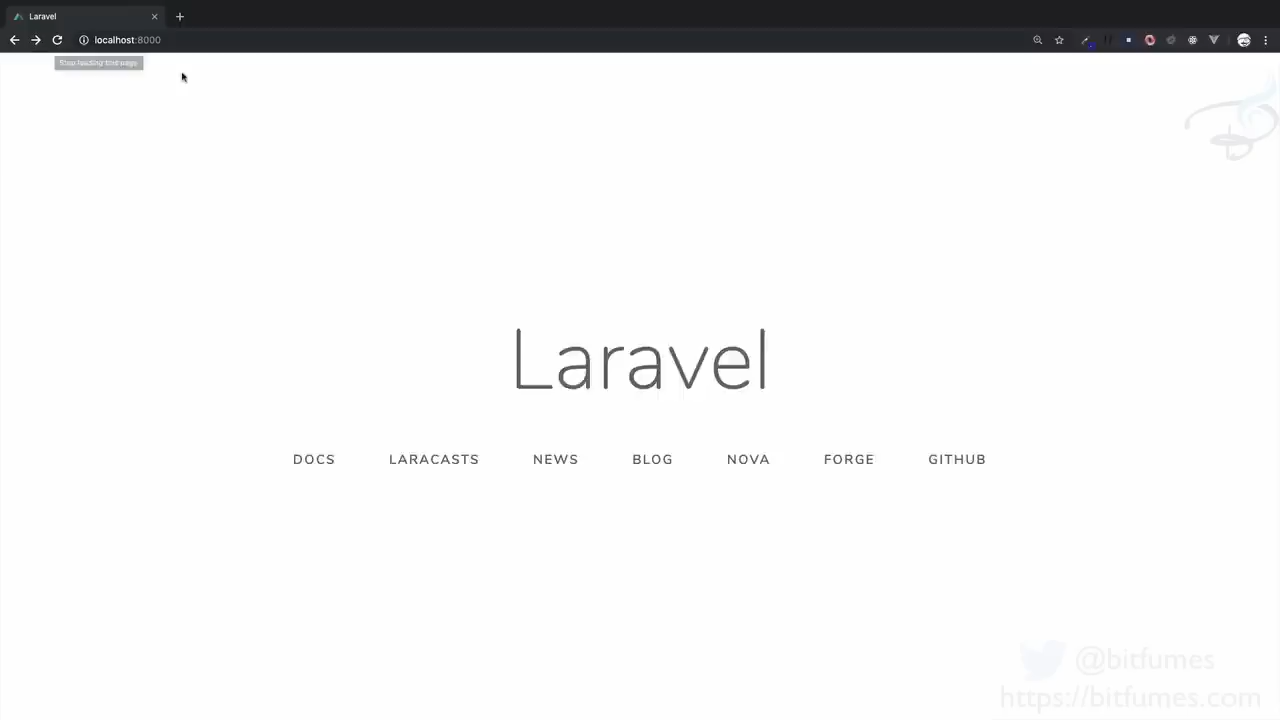 Laravel
localhost:8000
Stop loading this page
Laravel
DOCS LARACASTS NEWS BLOG NOVA FORGE GITHUB
@bitfumes
https://bitfumes.com